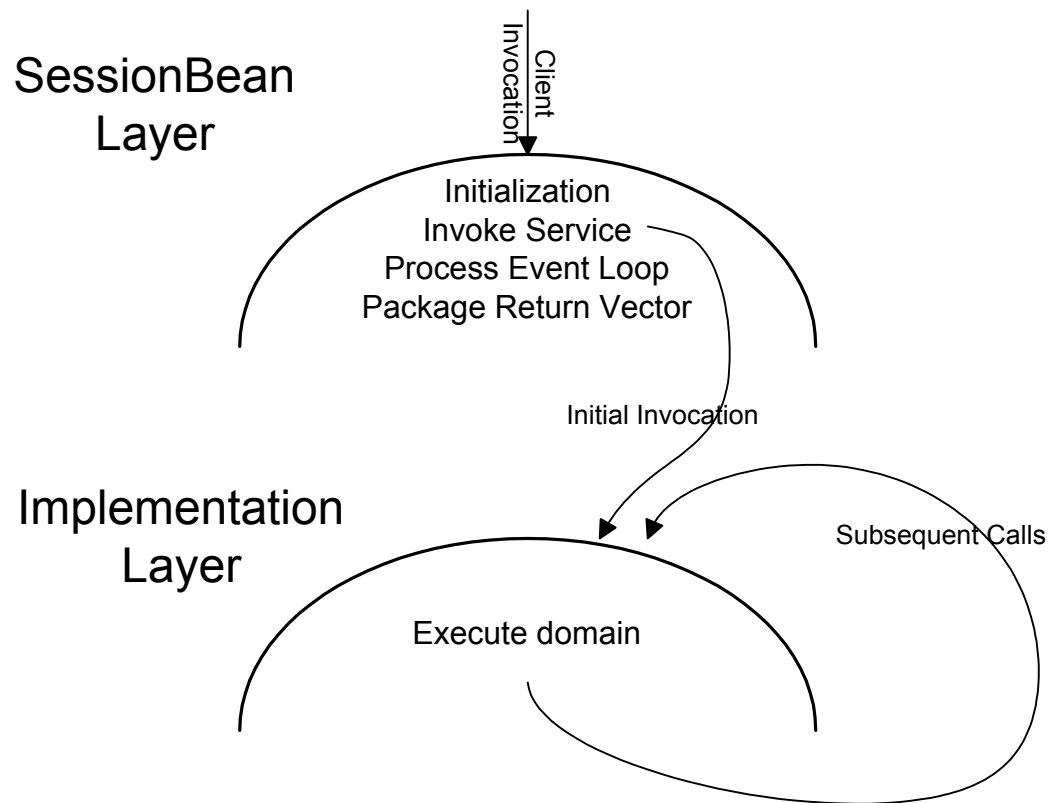 Client
Invocation
SessionBean
Layer
Initialization
Invoke Service
Process Event Loop
Package Return Vector
Initial Invocation
Implementation
Layer
Subsequent Calls
Execute domain